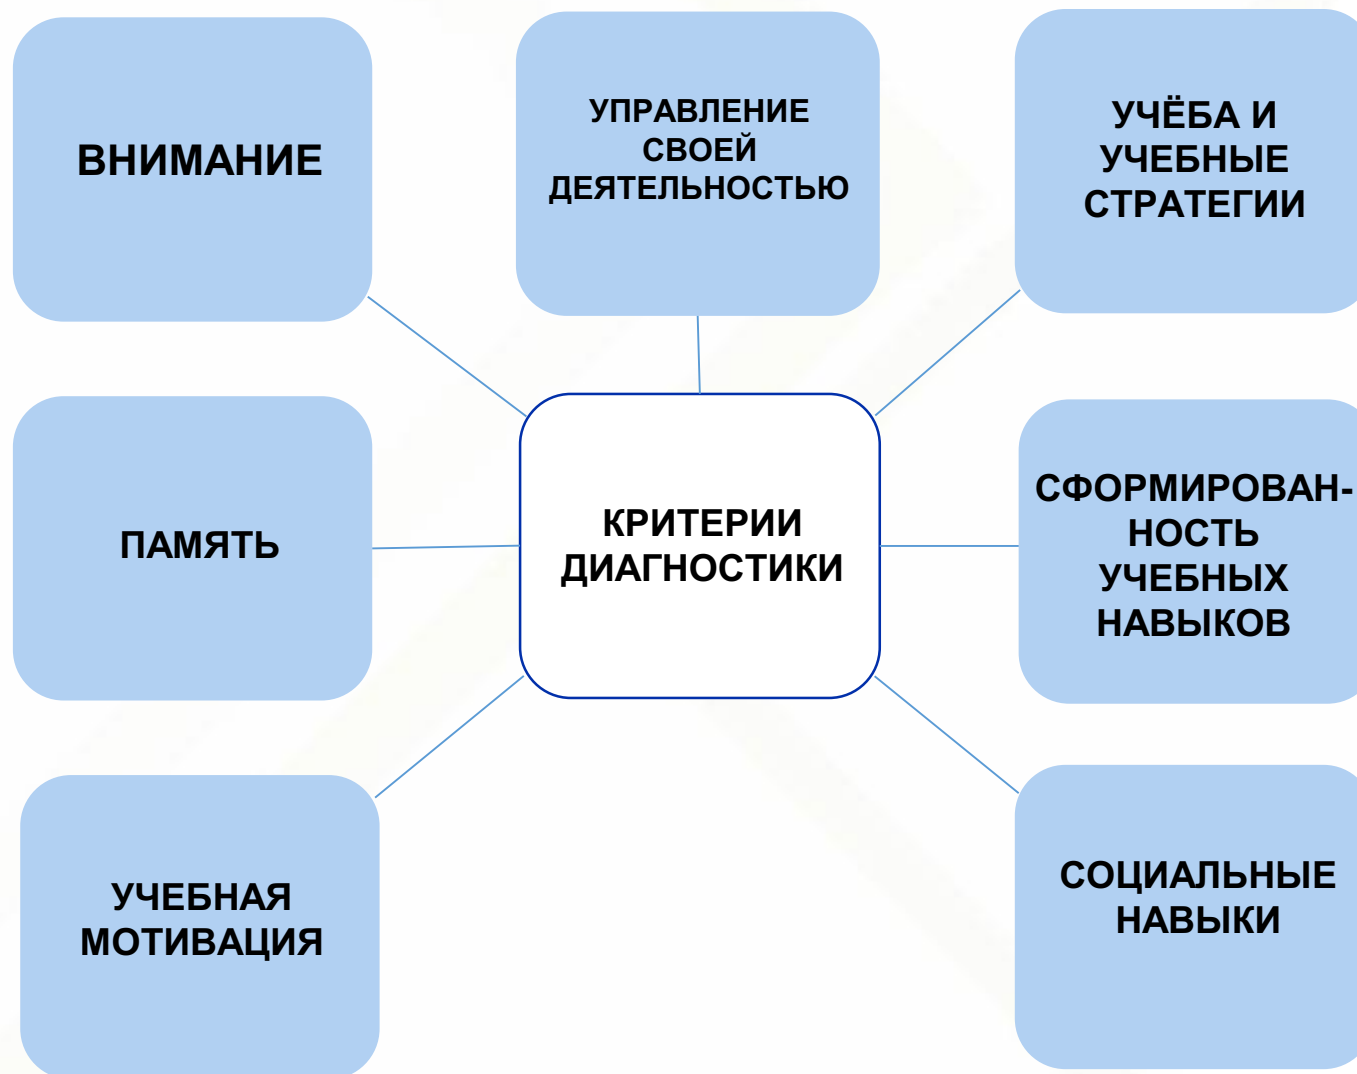 ВНИМАНИЕ
УПРАВЛЕНИЕ
СВОЕЙ
ДЕЯТЕЛЬНОСТЬЮ
УЧЁБА И
УЧЕБНЫЕ
СТРАТЕГИИ
ПАМЯТЬ
КРИТЕРИИ
ДИАГНОСТИКИ
СФОРМИРОВАН-
НОСТЬ
УЧЕБНЫХ
НАВЫКОВ
УЧЕБНАЯ
МОТИВАЦИЯ
СОЦИАЛЬНЫЕ
НАВЫКИ